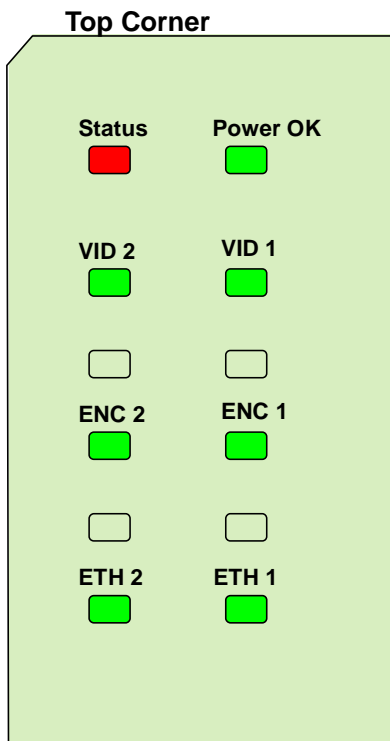 Top Corner
Status Power OK
VID 2 VID 1
ENC 2 ENC 1
ETH 2 ETH 1